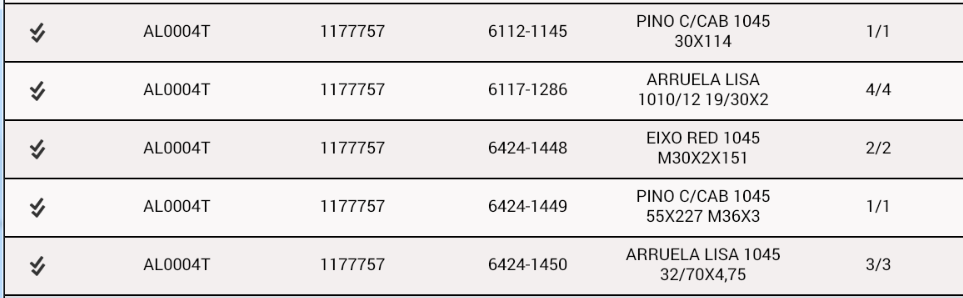 AL0004T 1177757 6112-1145 PINO C/CAB 1045 1/1
30X114
AL0004T 1177757 6117-1286 ARRUELA LISA 4/4
1010/12 19/30X2
AL0004T 1177757 6424-1448 EIXO RED 1045 2/2
M30X2X151
AL0004T 1177757 6424-1449 PINO C/CAB 1045 1/1
55X227 M36X3
AL0004T 1177757 6424-1450 ARRUELA LISA 1045 3/3
32/70X4,75